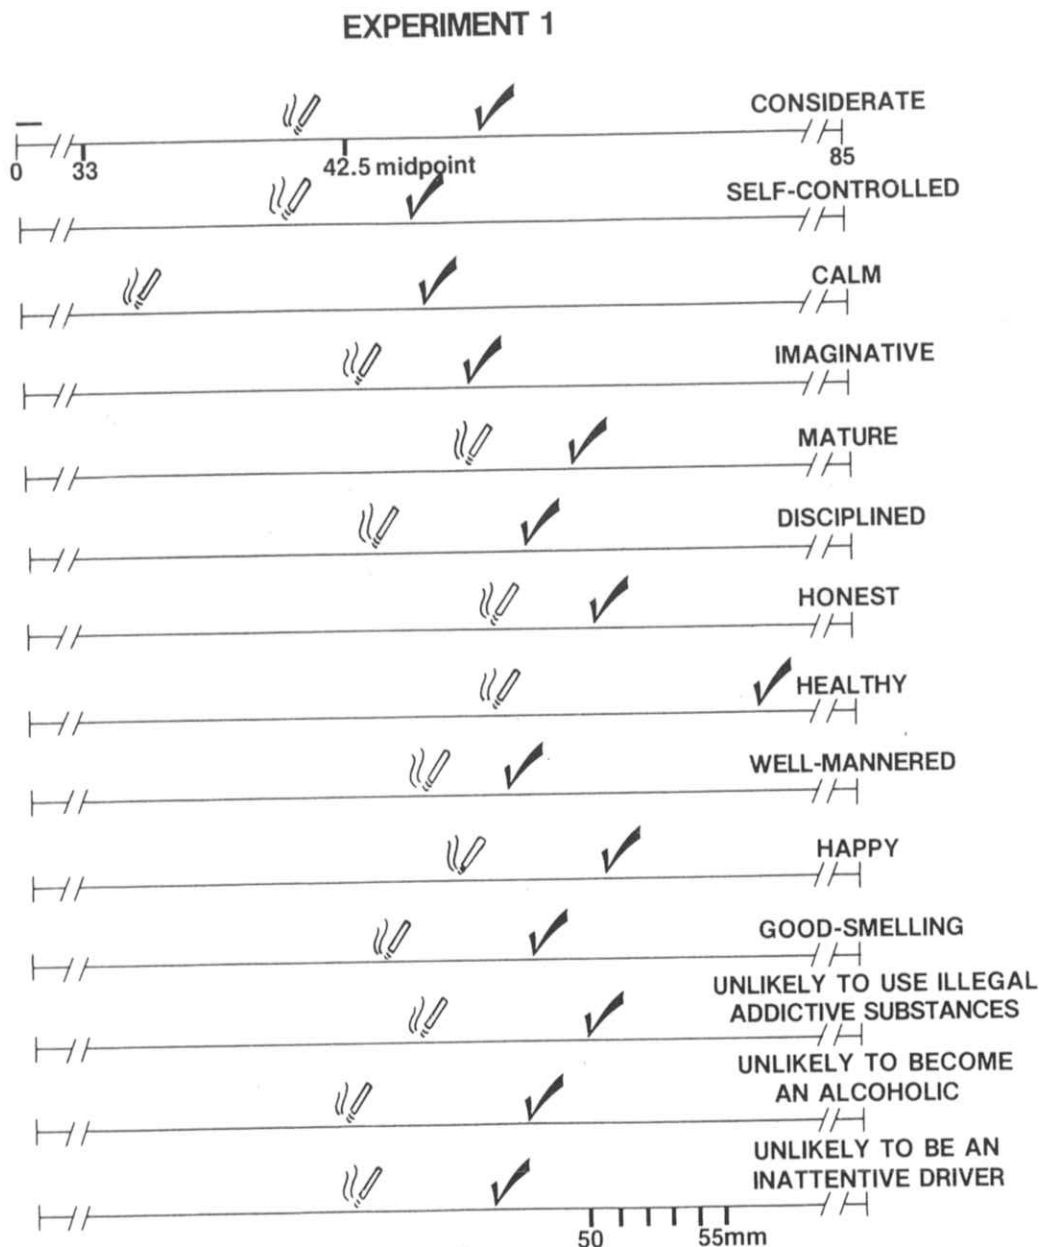 EXPERIMENT 1
CONSIDERATE
0 33 42.5 midpoint 85
SELF-CONTROLLED
CALM
IMAGINATIVE
MATURE
DISCIPLINED
HONEST
HEALTHY
WELL-MANNERED
HAPPY
GOOD-SMELLING
UNLIKELY TO USE ILLEGAL
ADDICTIVE SUBSTANCES
UNLIKELY TO BECOME
AN ALCOHOLIC
UNLIKELY TO BE AN
INATTENTIVE DRIVER
50 55mm